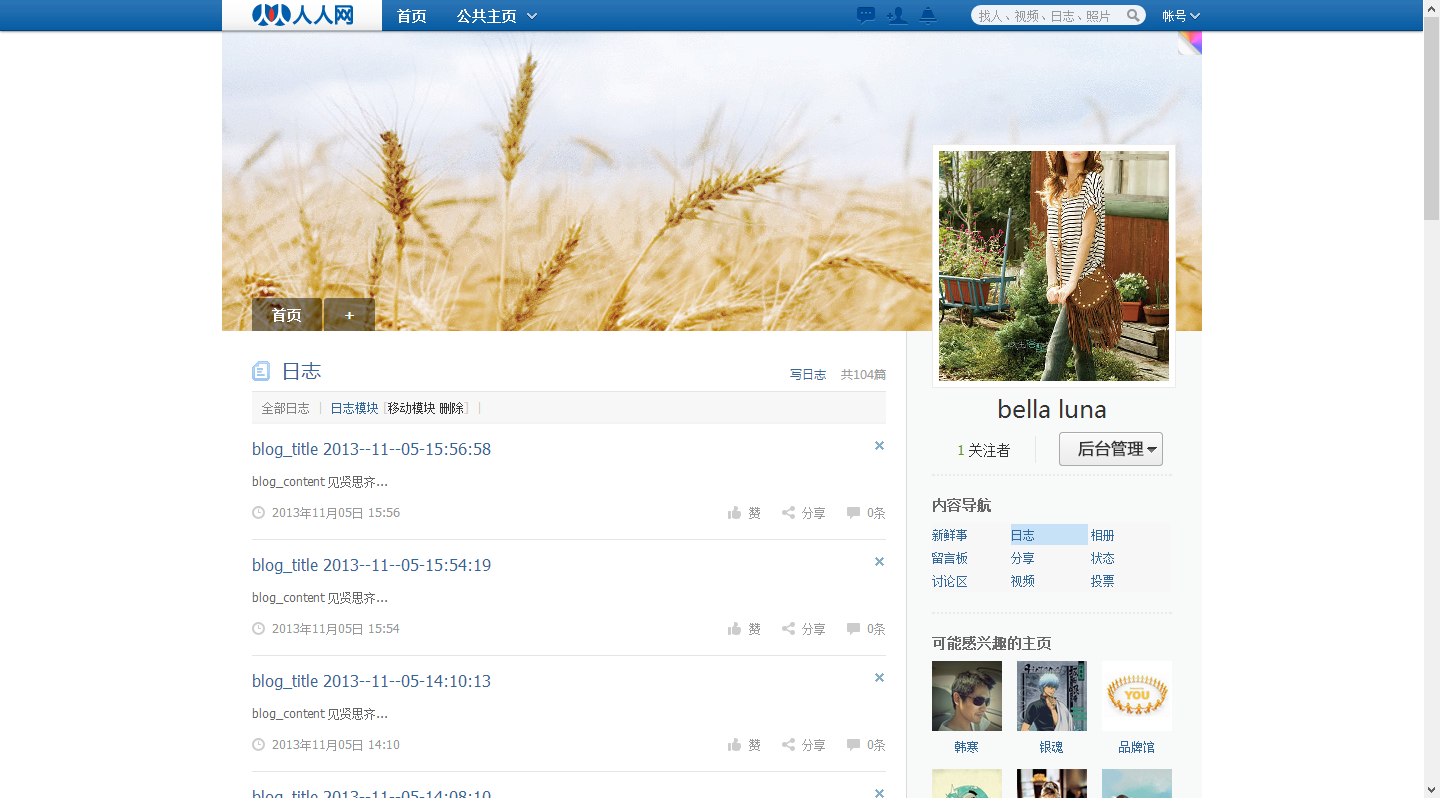 人人网 首页 公共主页 找人、视频、日志、照片 帐号
首页 +
日志 写日志 共104篇
全部日志 | 日志模块 [移动模块 删除] |
blog_title 2013--11--05-15:56:58
blog_content 见贤思齐...
2013年11月05日 15:56 赞 分享 0条
blog_title 2013--11--05-15:54:19
blog_content 见贤思齐...
2013年11月05日 15:54 赞 分享 0条
blog_title 2013--11--05-14:10:13
blog_content 见贤思齐...
2013年11月05日 14:10 赞 分享 0条
blog_title 2013--11--05-14:08:10
bella luna
1 关注者 后台管理
内容导航
新鲜事 日志 相册
留言板 分享 状态
讨论区 视频 投票
可能感兴趣的主页
YOU
韩寒 银魂 品牌馆